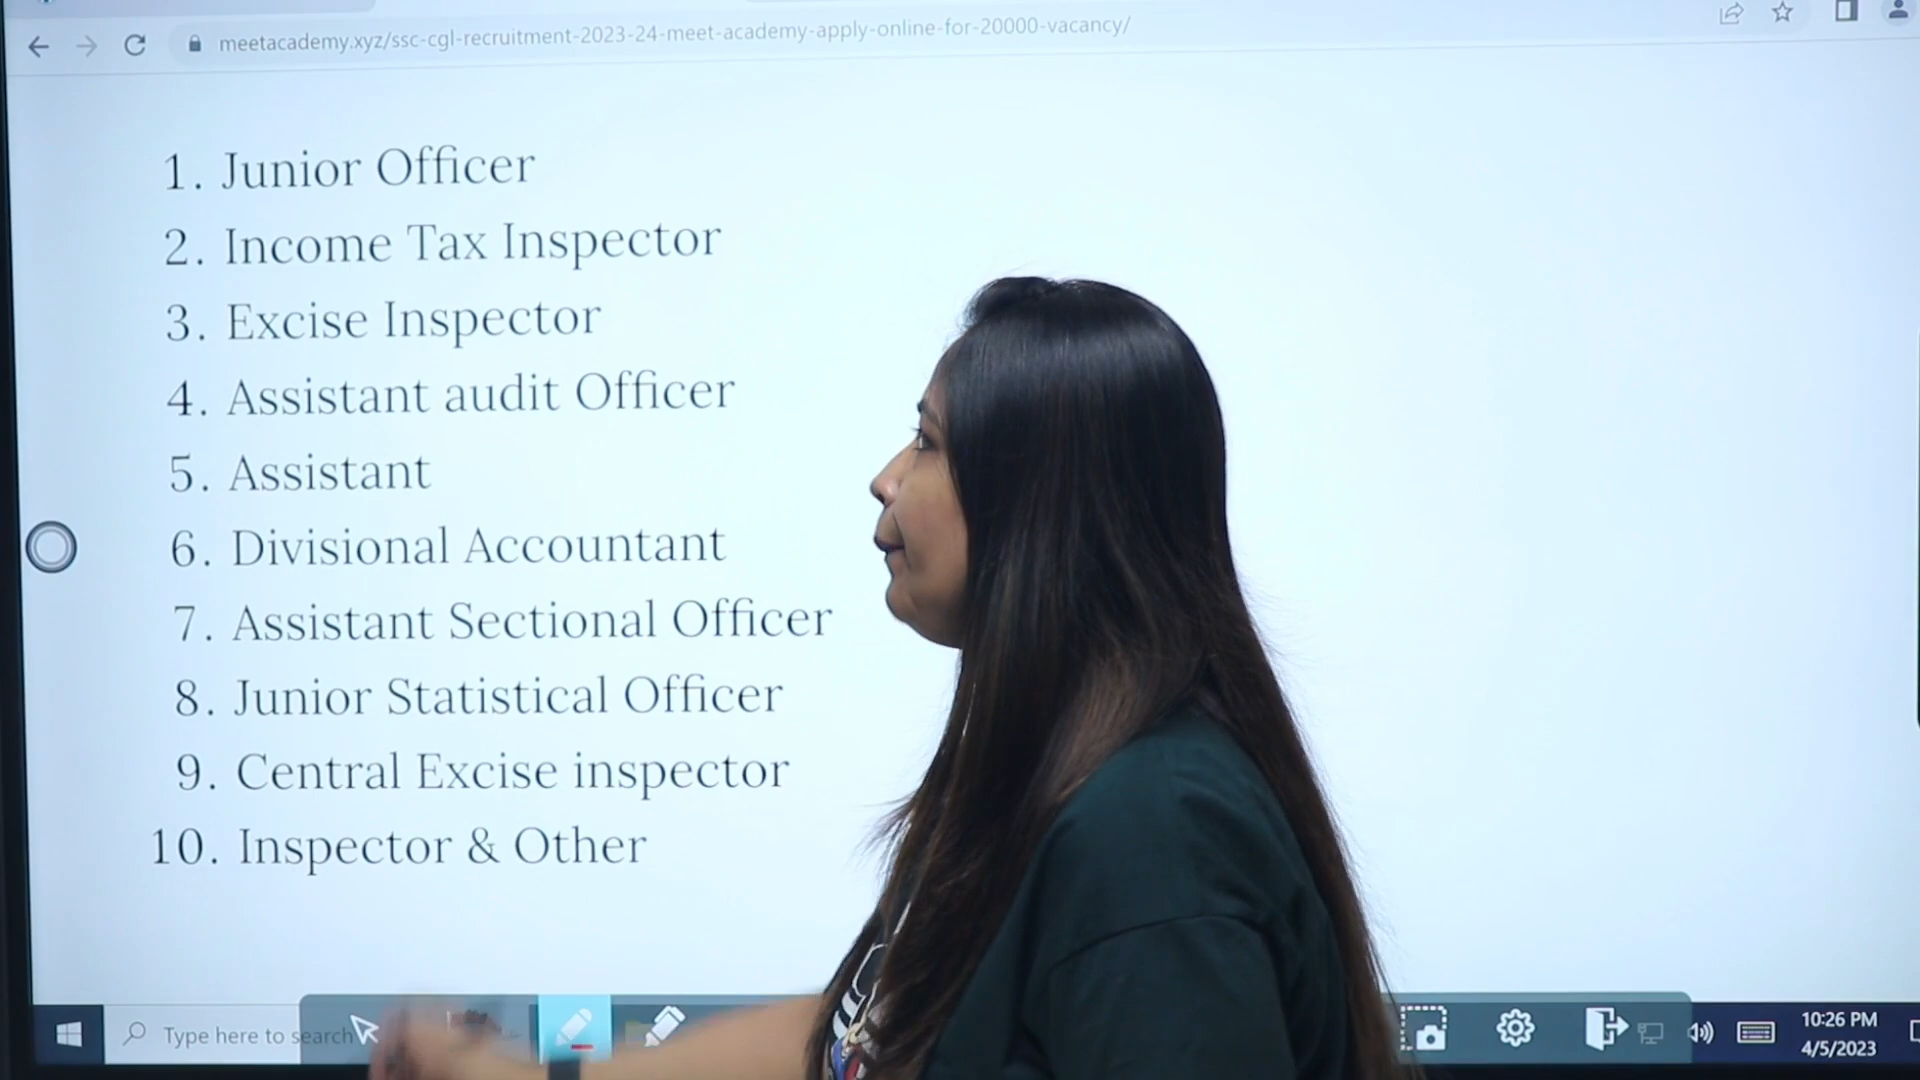 meetacademy.xyz/ssc-cgl-recruitment-2023-24-meet-academy-apply-online-for-20000-vacancy/
1. Junior Officer
2. Income Tax Inspector
3. Excise Inspector
4. Assistant audit Officer
5. Assistant
6. Divisional Accountant
7. Assistant Sectional Officer
8. Junior Statistical Officer
9. Central Excise inspector
10. Inspector & Other
Type here to search
10:26 PM
4/5/2023